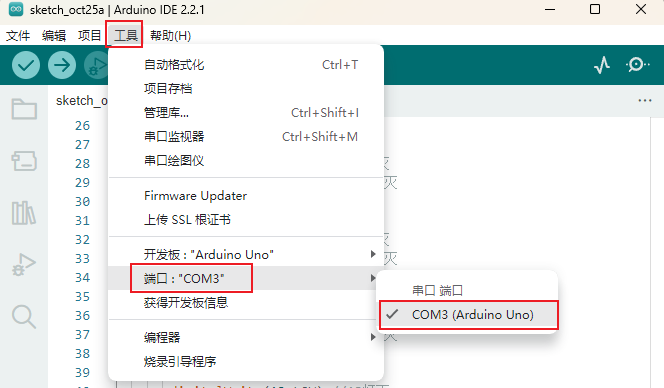 sketch_oct25a | Arduino IDE 2.2.1
文件 编辑 项目 工具 帮助(H)
自动格式化 Ctrl+T
sketch_o
项目存档
管理库... Ctrl+Shift+I
串口监视器 Ctrl+Shift+M
串口绘图仪
Firmware Updater
上传 SSL 根证书
开发板 : "Arduino Uno"
端口 : "COM3"
获得开发板信息
编程器
烧录引导程序
串口 端口
COM3 (Arduino Uno)
26
27
28 灭
29 灭
30
31
32 灭
33 灭
34
35
36
37
38
39